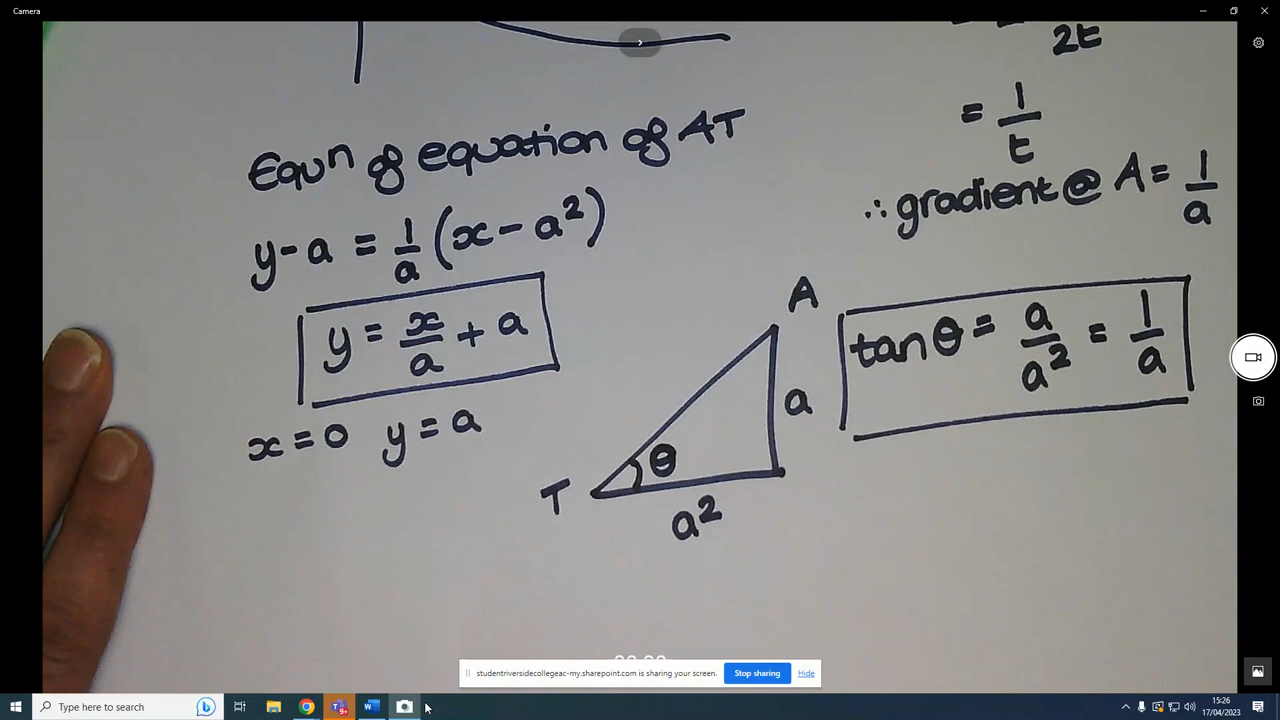 Camera
2t
= 1/t
Equn of equation of AT
∴ gradient @ A = 1/a
y-a = 1/a (x - a²)
y = x/a + a
A
tan θ = a/a² = 1/a
x = 0 y = a
a
θ
T
a²
studentriversidecollegeac-my.sharepoint.com is sharing your screen.
Stop sharing
Hide
Type here to search
15:26
17/04/2023